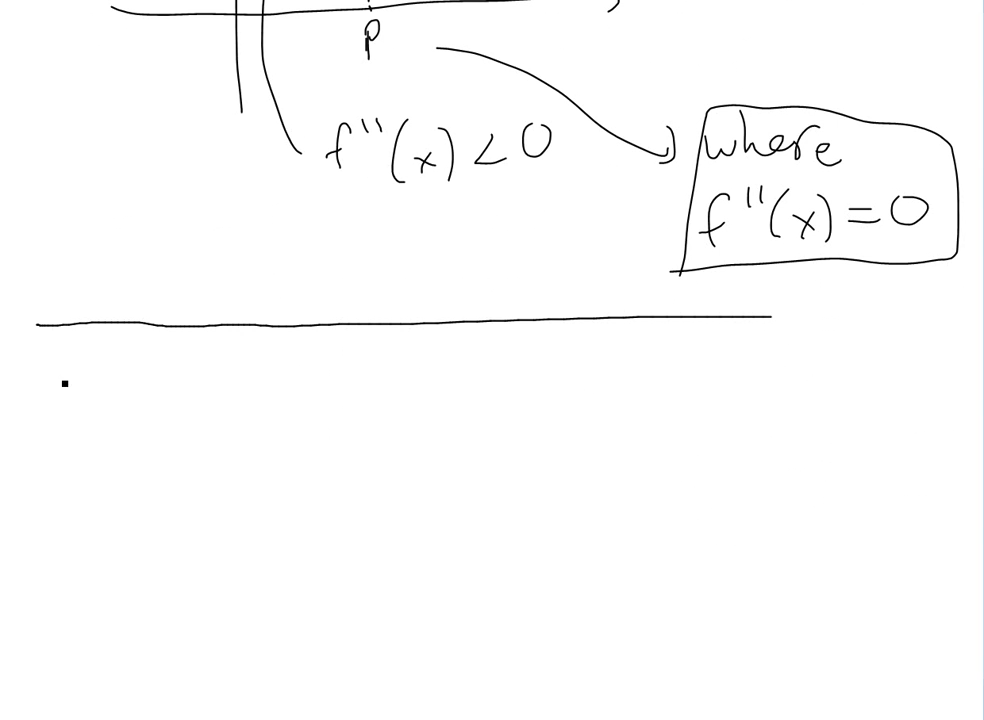 p
f''(x) < 0
where
f''(x) = 0